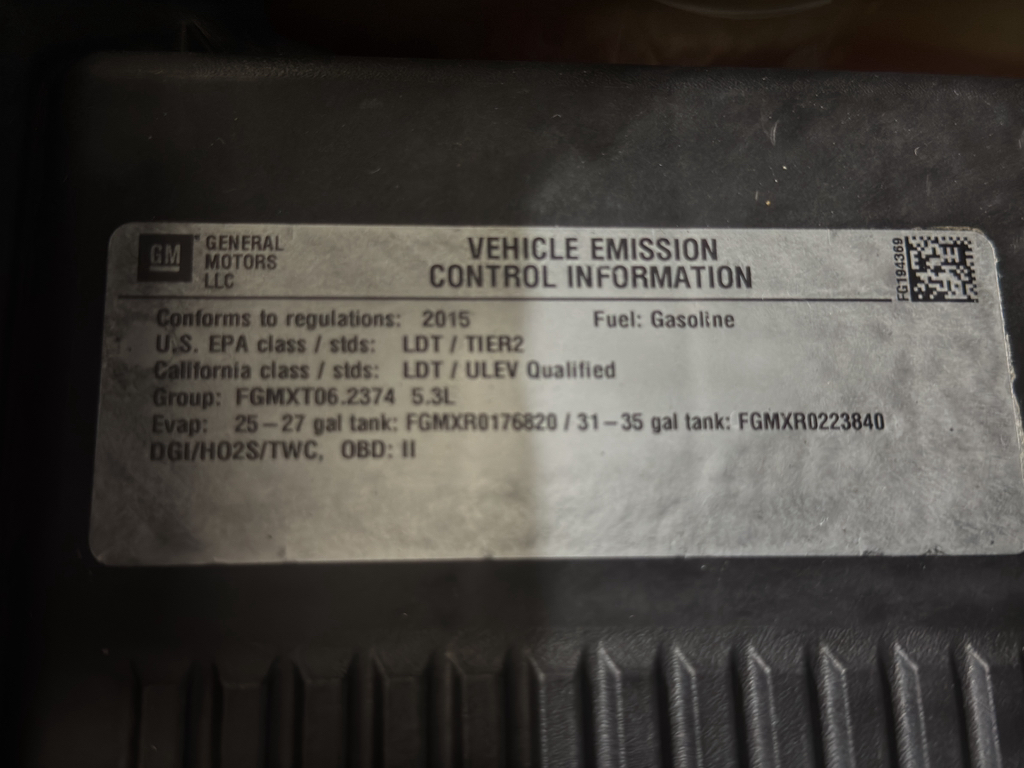 GM
GENERAL
MOTORS
LLC
VEHICLE EMISSION
CONTROL INFORMATION
FG194369
Conforms to regulations: 2015 Fuel: Gasoline
U.S. EPA class / stds: LDT / TIER2
California class / stds: LDT / ULEV Qualified
Group: FGMXT06.2374 5.3L
Evap: 25-27 gal tank: FGMXR0176820 / 31-35 gal tank: FGMXR0223840
DGI/HO2S/TWC, OBD: II